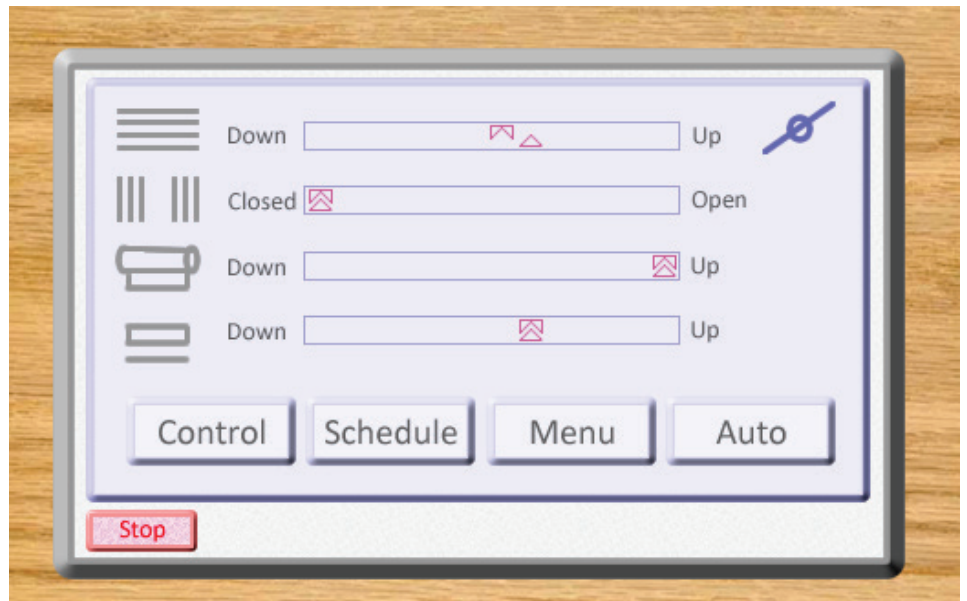 Down Up
Closed Open
Down Up
Down Up
Control Schedule Menu Auto
Stop